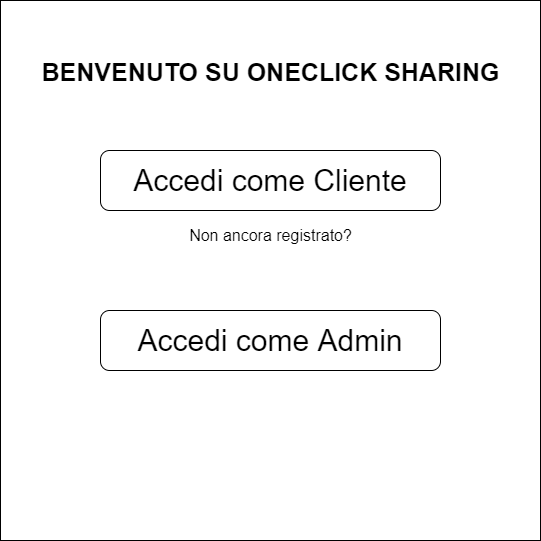 BENVENUTO SU ONECLICK SHARING
Accedi come Cliente
Non ancora registrato?
Accedi come Admin